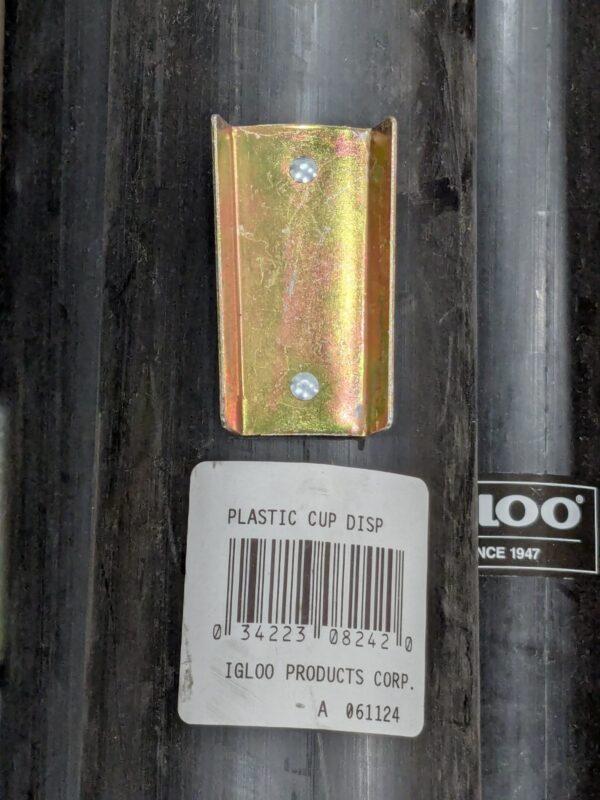 PLASTIC CUP DISP
0 34223 08242 0
IGLOO PRODUCTS CORP.
A 061124
LOO®
NCE 1947